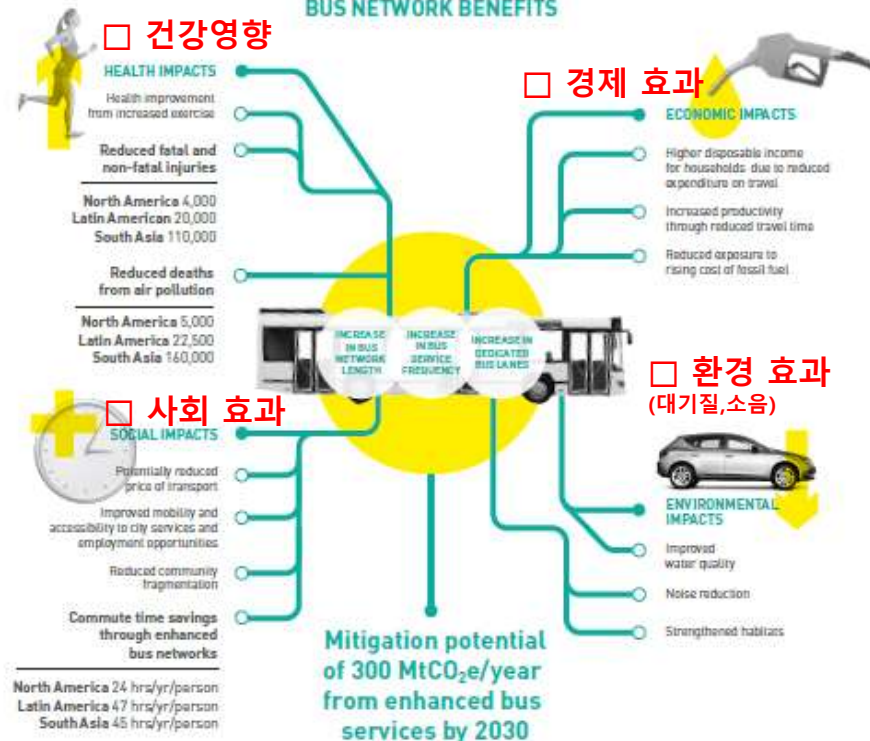 BUS NETWORK BENEFITS
□ 건강영향
HEALTH IMPACTS
Health improvement
from increased exercise
Reduced fatal and
non-fatal injuries
North America 4,000
Latin American 20,000
South Asia 110,000
Reduced deaths
from air pollution
North America 5,000
Latin America 22,500
South Asia 160,000
□ 경제 효과
ECONOMIC IMPACTS
Higher disposable income
for households due to reduced
expenditure on travel
Increased productivity
through reduced travel time
Reduced exposure to
rising cost of fossil fuel
INCREASE
IN BUS
NETWORK
LENGTH
INCREASE
IN BUS
SERVICE
FREQUENCY
INCREASE IN
DEDICATED
BUS LANES
□ 사회 효과
SOCIAL IMPACTS
Potentially reduced
price of transport
Improved mobility and
accessibility to city services and
employment opportunities
Reduced community
fragmentation
Commute time savings
through enhanced
bus networks
North America 24 hrs/yr/person
Latin America 47 hrs/yr/person
South Asia 45 hrs/yr/person
□ 환경 효과
(대기질,소음)
ENVIRONMENTAL
IMPACTS
Improved
water quality
Noise reduction
Strengthened habitats
Mitigation potential
of 300 MtCO₂e/year
from enhanced bus
services by 2030